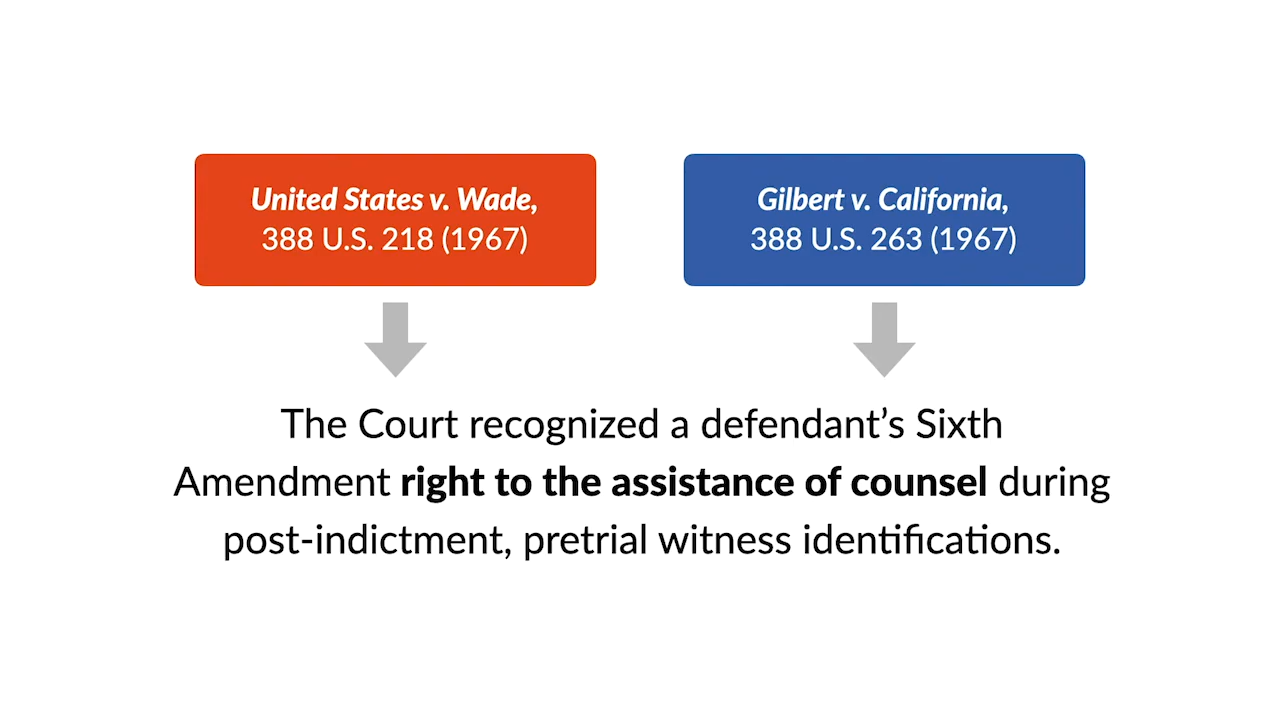 United States v. Wade,
388 U.S. 218 (1967)
Gilbert v. California,
388 U.S. 263 (1967)
The Court recognized a defendant’s Sixth
Amendment right to the assistance of counsel during
post-indictment, pretrial witness identifications.